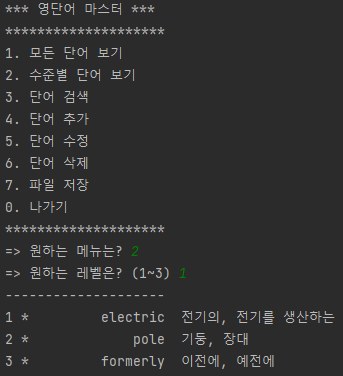 *** 영단어 마스터 ***
********************
1. 모든 단어 보기
2. 수준별 단어 보기
3. 단어 검색
4. 단어 추가
5. 단어 수정
6. 단어 삭제
7. 파일 저장
0. 나가기
********************
=> 원하는 메뉴는? 2
=> 원하는 레벨은? (1~3) 1
--------------------
1 * electric 전기의, 전기를 생산하는
2 * pole 기둥, 장대
3 * formerly 이전에, 예전에